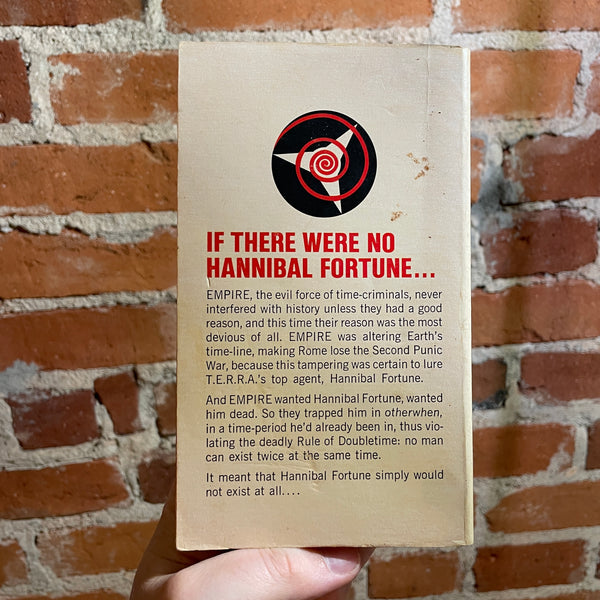 IF THERE WERE NO
HANNIBAL FORTUNE...
EMPIRE, the evil force of time-criminals, never
interfered with history unless they had a good
reason, and this time their reason was the most
devious of all. EMPIRE was altering Earth's
time-line, making Rome lose the Second Punic
War, because this tampering was certain to lure
T.E.R.R.A.'s top agent, Hannibal Fortune.
And EMPIRE wanted Hannibal Fortune, wanted
him dead. So they trapped him in otherwhen,
in a time-period he'd already been in, thus vio-
lating the deadly Rule of Doubletime: no man
can exist twice at the same time.
It meant that Hannibal Fortune simply would
not exist at all....